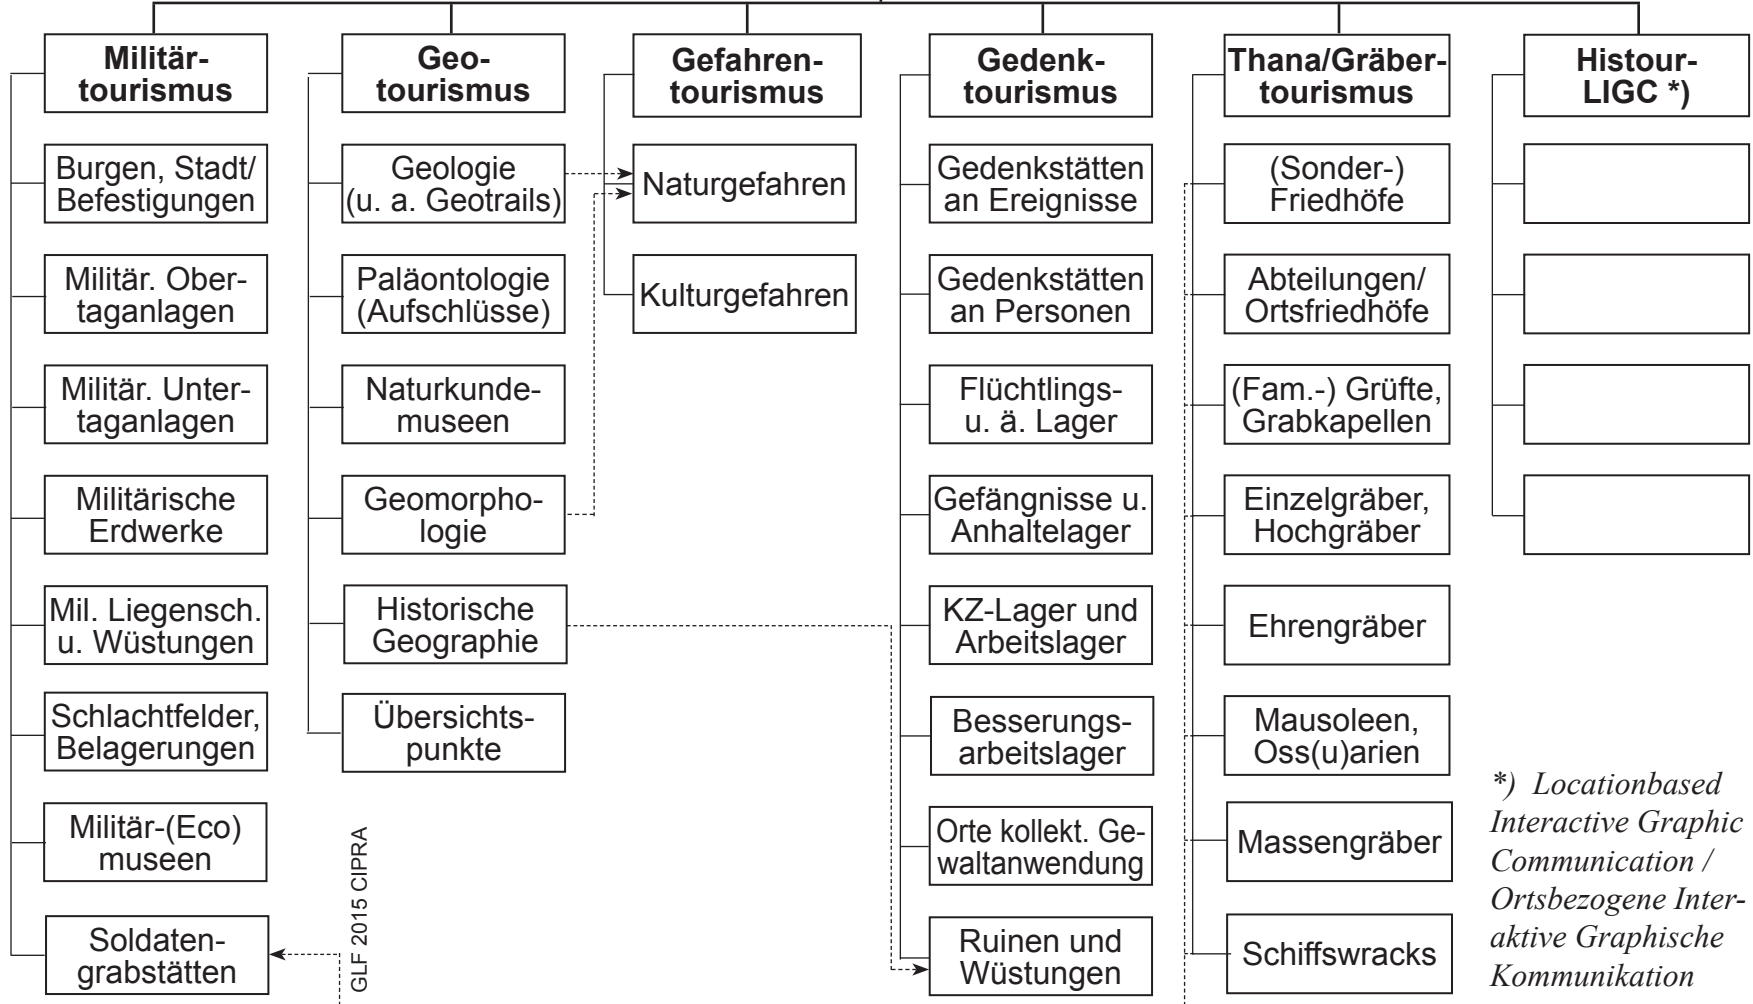 Militär-
tourismus
Burgen, Stadt/
Befestigungen
Militär. Ober-
taganlagen
Militär. Unter-
taganlagen
Militärische
Erdwerke
Mil. Liegensch.
u. Wüstungen
Schlachtfelder,
Belagerungen
Militär-(Eco)
museen
Soldaten-
grabstätten
Geo-
tourismus
Geologie
(u. a. Geotrails)
Paläontologie
(Aufschlüsse)
Naturkunde-
museen
Geomorpho-
logie
Historische
Geographie
Übersichts-
punkte
GLF 2015 CIPRA
Gefahren-
tourismus
Naturgefahren
Kulturgefahren
Gedenk-
tourismus
Gedenkstätten
an Ereignisse
Gedenkstätten
an Personen
Flüchtlings-
u. ä. Lager
Gefängnisse u.
Anhaltelager
KZ-Lager und
Arbeitslager
Besserungs-
arbeitslager
Orte kollekt. Ge-
waltanwendung
Ruinen und
Wüstungen
Thana/Gräber-
tourismus
(Sonder-)
Friedhöfe
Abteilungen/
Ortsfriedhöfe
(Fam.-) Grüfte,
Grabkapellen
Einzelgräber,
Hochgräber
Ehrengräber
Mausoleen,
Oss(u)arien
Massengräber
Schiffswracks
Histour-
LIGC *)
*) Locationbased
Interactive Graphic
Communication /
Ortsbezogene Inter-
aktive Graphische
Kommunikation